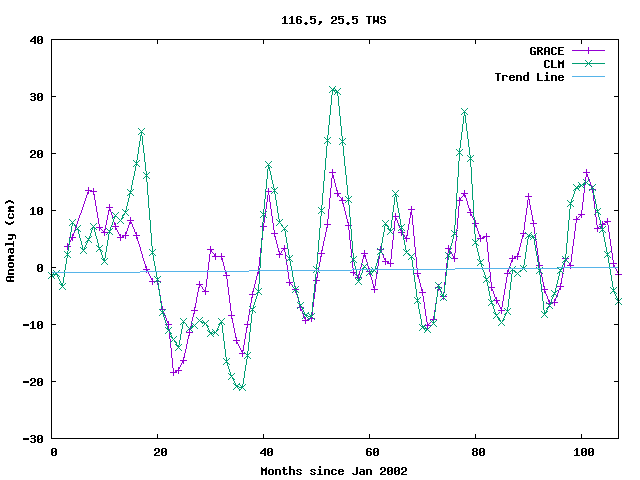 116.5, 25.5 TWS
GRACE
CLM
Trend Line
Anomaly (cm)
40
30
20
10
0
-10
-20
-30
0 20 40 60 80 100
Months since Jan 2002